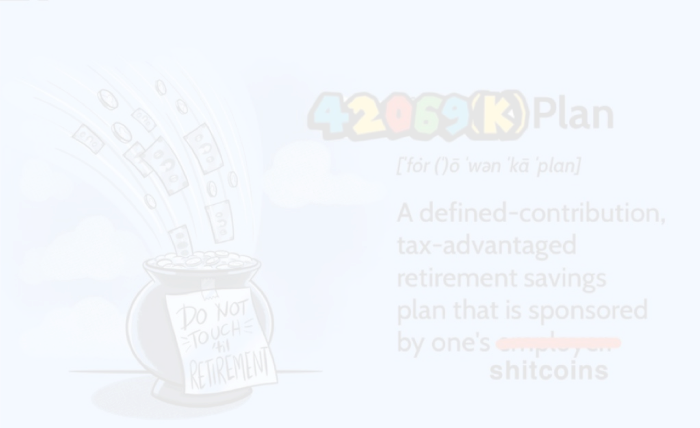 42069(K) Plan
[ˈfȯr (ˈ)ō ˈwən ˈkā ˈplan]
A defined-contribution,
tax-advantaged
retirement savings
plan that is sponsored
by one's employer.
shitcoins
DO NOT
TOUCH
'til
RETIREMENT